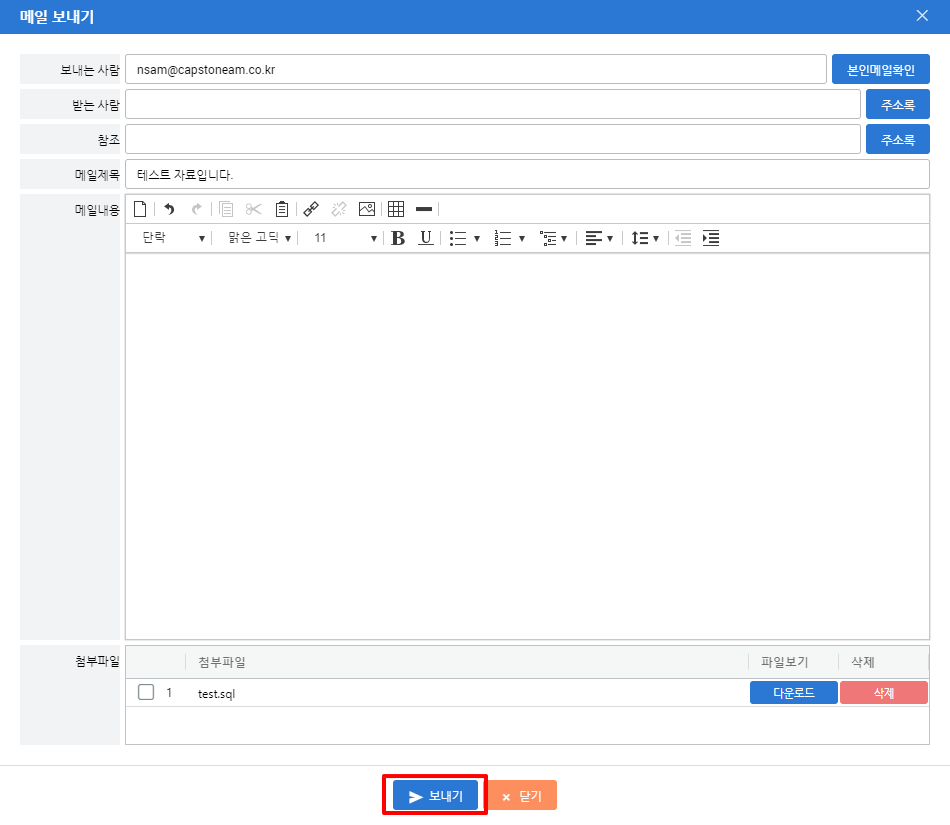 메일 보내기
보내는 사람 nsam@capstoneam.co.kr 본인메일확인
받는 사람 주소록
참조 주소록
메일제목 테스트 자료입니다.
메일내용
단락 맑은 고딕 11 B U
첨부파일 첨부파일 파일보기 삭제
1 test.sql 다운로드 삭제
보내기 × 닫기